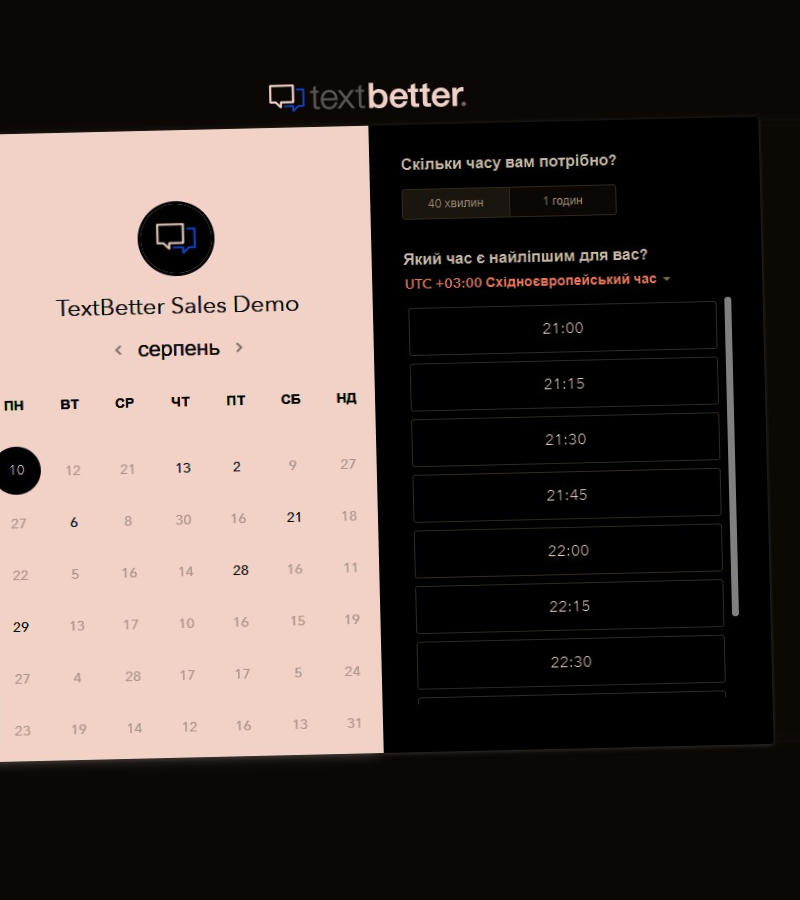 textbetter.
TextBetter Sales Demo
серпень
ПН ВТ СР ЧТ ПТ СБ НД
10 12 21 13 2 9 27
27 6 8 30 16 21 18
22 5 16 14 28 16 11
29 13 17 10 16 15 19
27 4 28 17 17 5 24
23 19 14 12 16 13 31
Скільки часу вам потрібно?
40 хвилин 1 годин
Який час є найліпшим для вас?
UTC +03:00 Східноєвропейський час
21:00
21:15
21:30
21:45
22:00
22:15
22:30